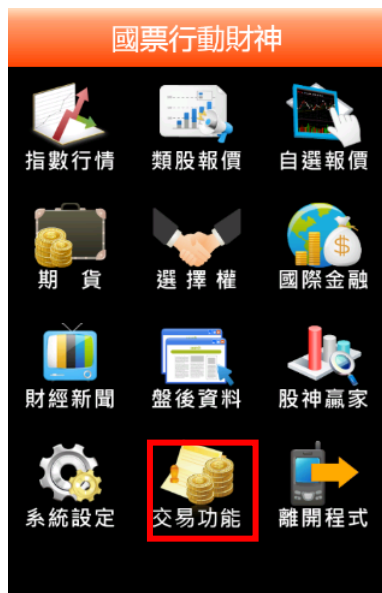 國票行動財神
指數行情
類股報價
自選報價
期 貨
選擇權
國際金融
財經新聞
盤後資料
股神贏家
系統設定
交易功能
離開程式